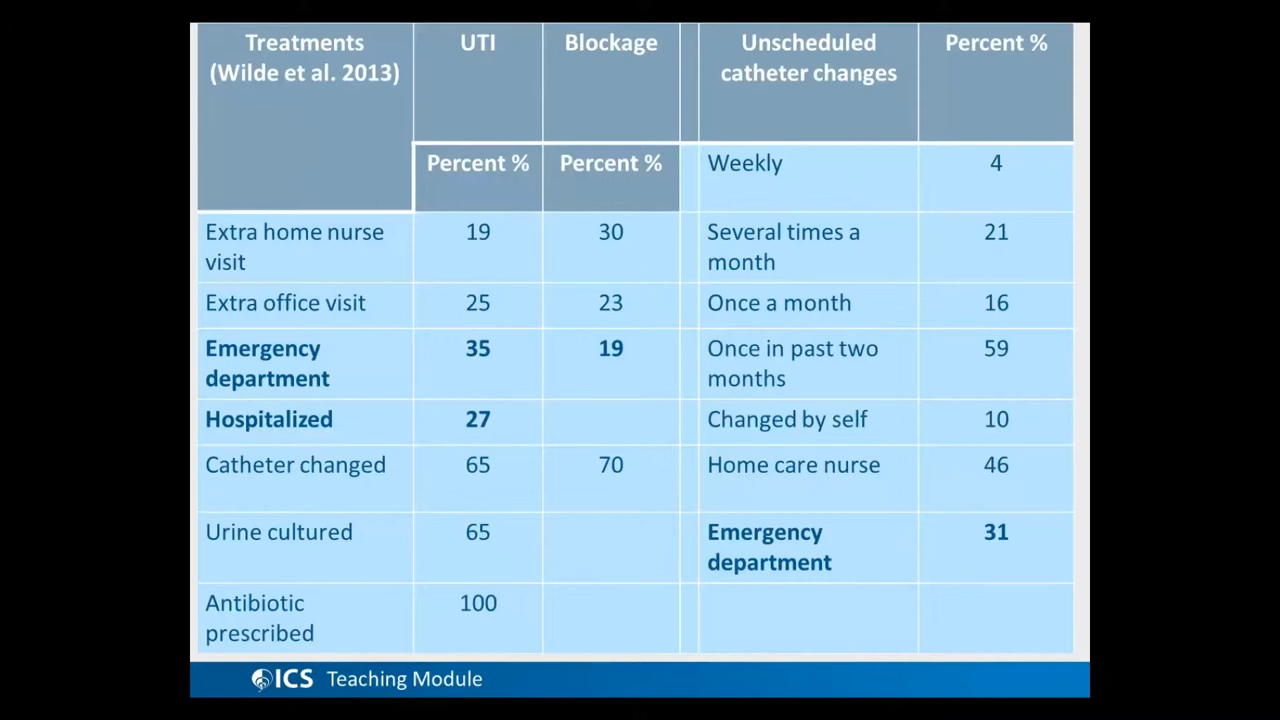 Treatments
(Wilde et al. 2013)
UTI
Blockage
Unscheduled
catheter changes
Percent %
Percent %
Percent %
Weekly
4
Extra home nurse
visit
19
30
Several times a
month
21
Extra office visit
25
23
Once a month
16
Emergency
department
35
19
Once in past two
months
59
Hospitalized
27
Changed by self
10
Catheter changed
65
70
Home care nurse
46
Urine cultured
65
Emergency
department
31
Antibiotic
prescribed
100
ICS Teaching Module